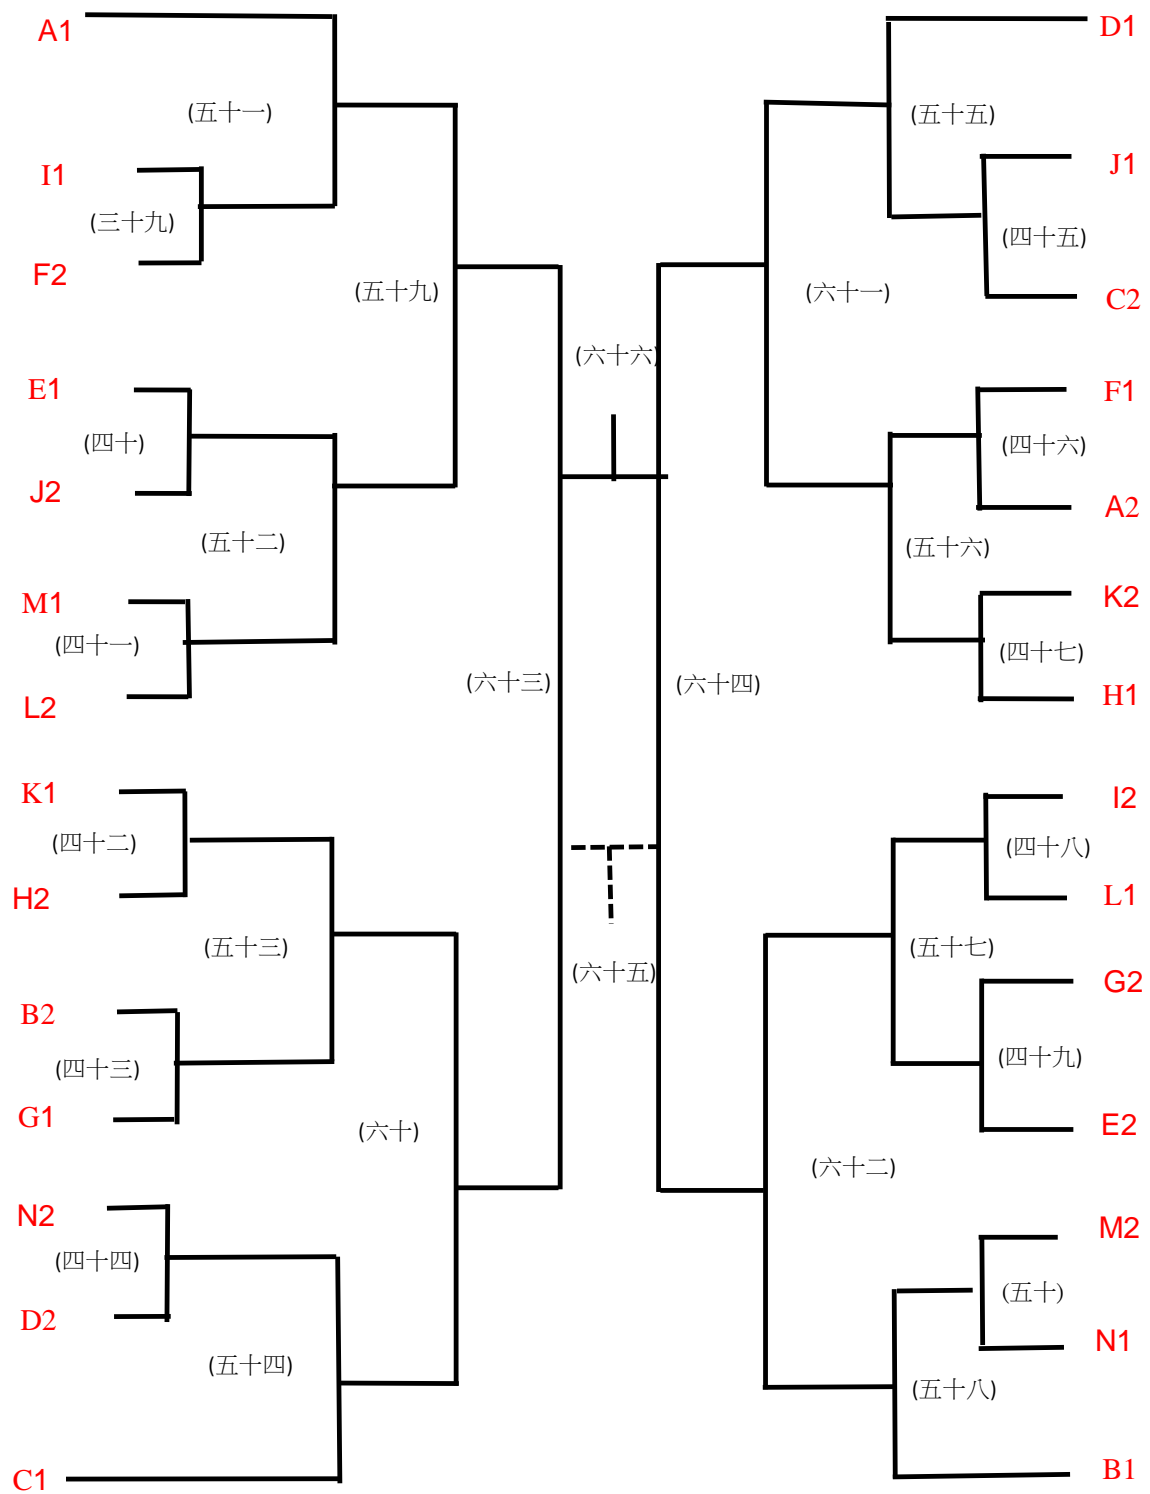 A1
(五十一)
I1
(三十九)
F2
(五十九)
E1
(四十)
J2
(五十二)
M1
(四十一)
L2
(六十三)
K1
(四十二)
H2
(五十三)
B2
(四十三)
G1
(六十)
N2
(四十四)
D2
(五十四)
C1
(六十六)
(六十五)
D1
(五十五)
J1
(四十五)
C2
(六十一)
F1
(四十六)
A2
(五十六)
K2
(四十七)
H1
(六十四)
I2
(四十八)
L1
(五十七)
G2
(四十九)
E2
(六十二)
M2
(五十)
N1
(五十八)
B1